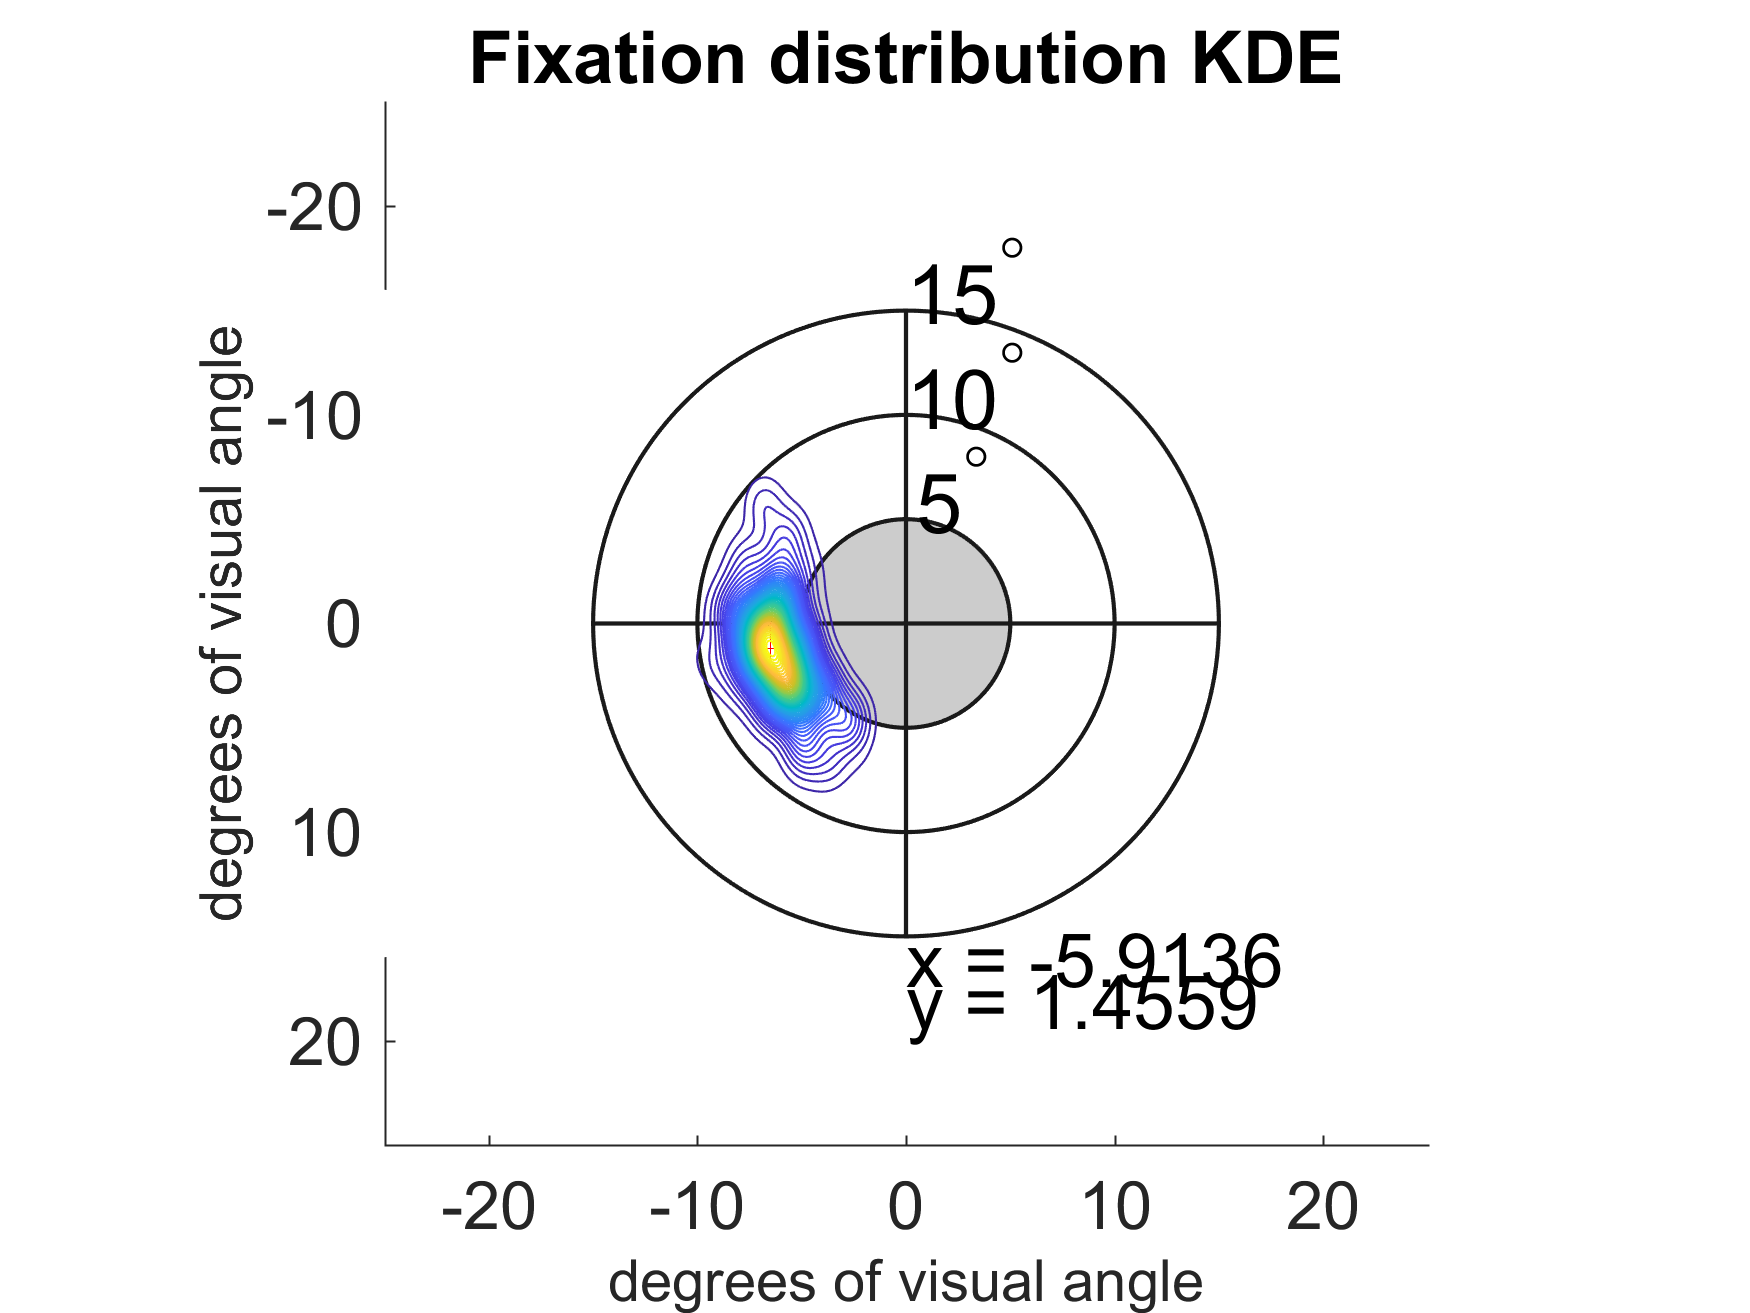 Fixation distribution KDE
degrees of visual angle
-20
-10
0
10
20
15°
10°
5°
x = -5.9136
y = 1.4559
-20 -10 0 10 20
degrees of visual angle